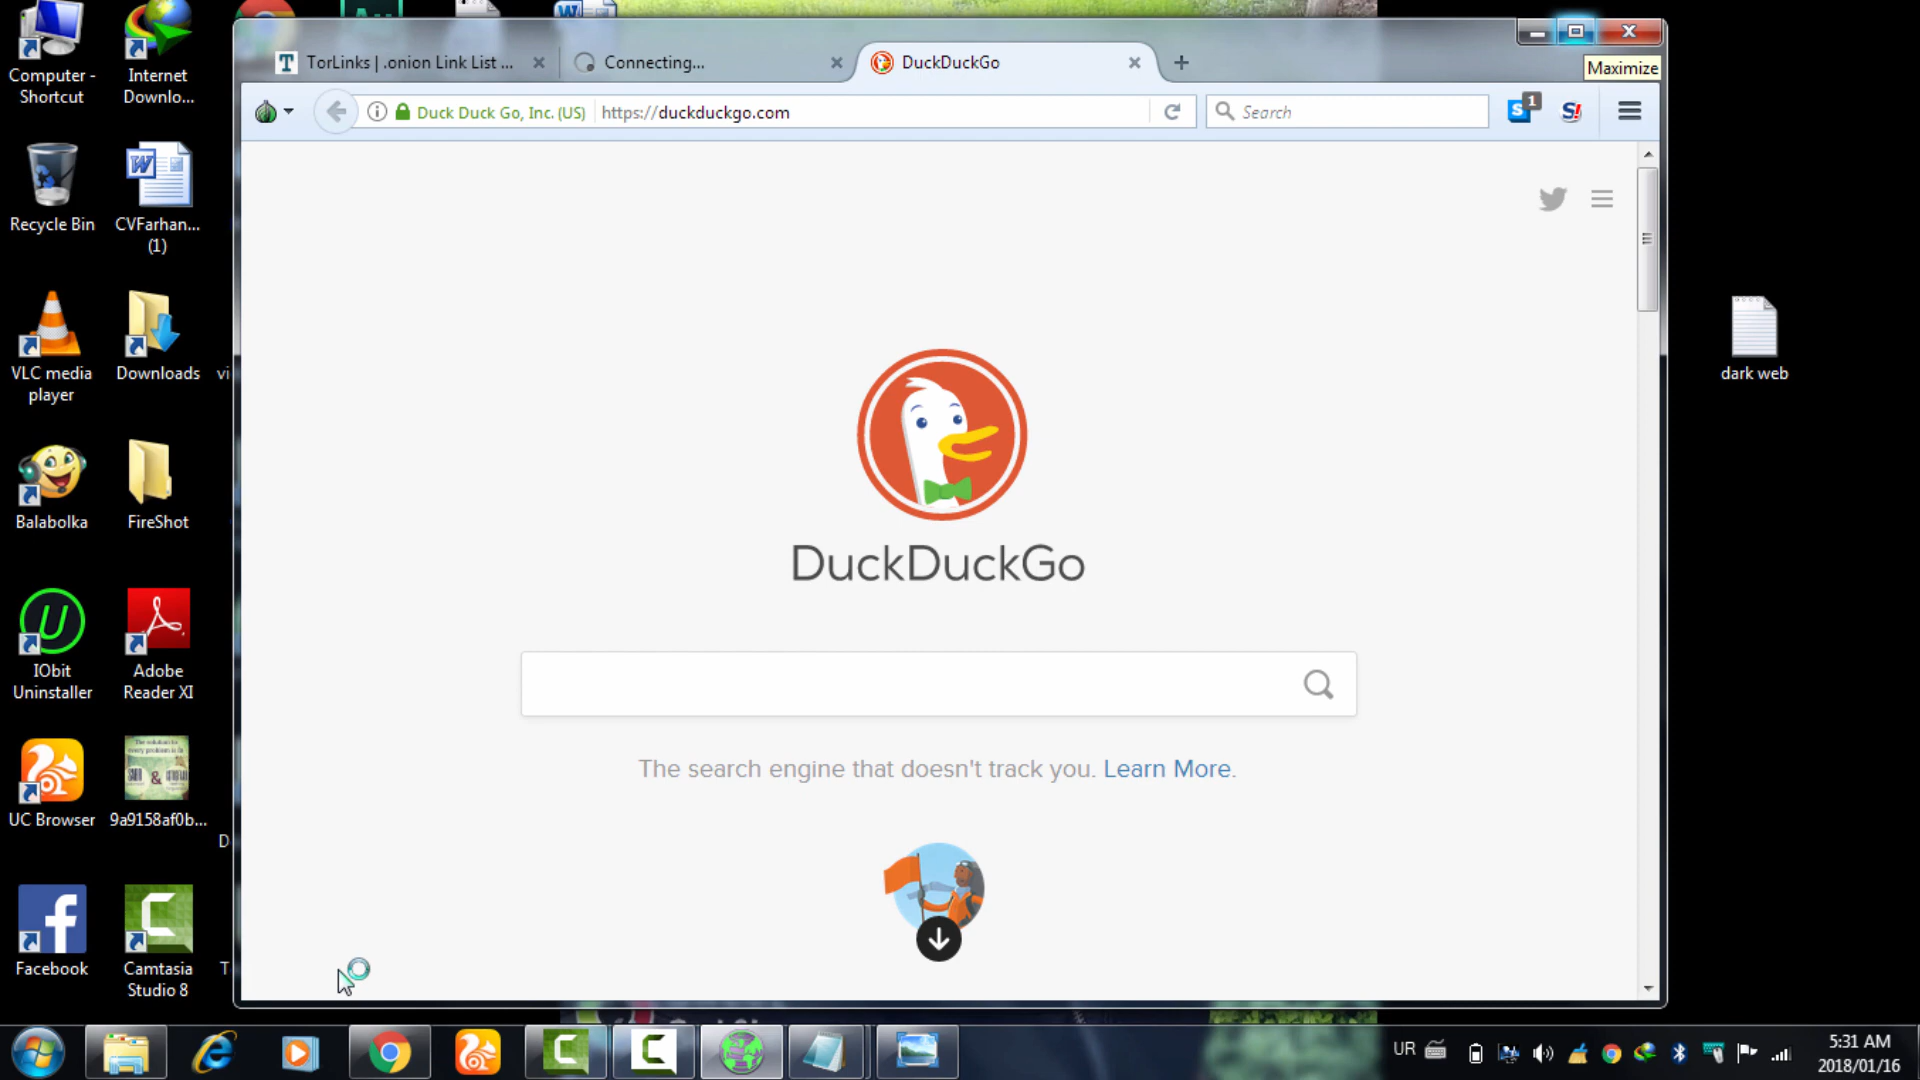 TorLinks | .onion Link List ...
Connecting...
DuckDuckGo
Maximize
Duck Duck Go, Inc. (US)
https://duckduckgo.com
Search
S 1
S!
Computer -
Shortcut
Internet
Downlo...
Recycle Bin
CVFarhan...
(1)
VLC media
player
Downloads
vi
dark web
Balabolka
FireShot
DuckDuckGo
IObit
Uninstaller
Adobe
Reader XI
The search engine that doesn't track you. Learn More.
UC Browser
9a9158af0b...
D
Facebook
Camtasia
Studio 8
T
UR
5:31 AM
2018/01/16